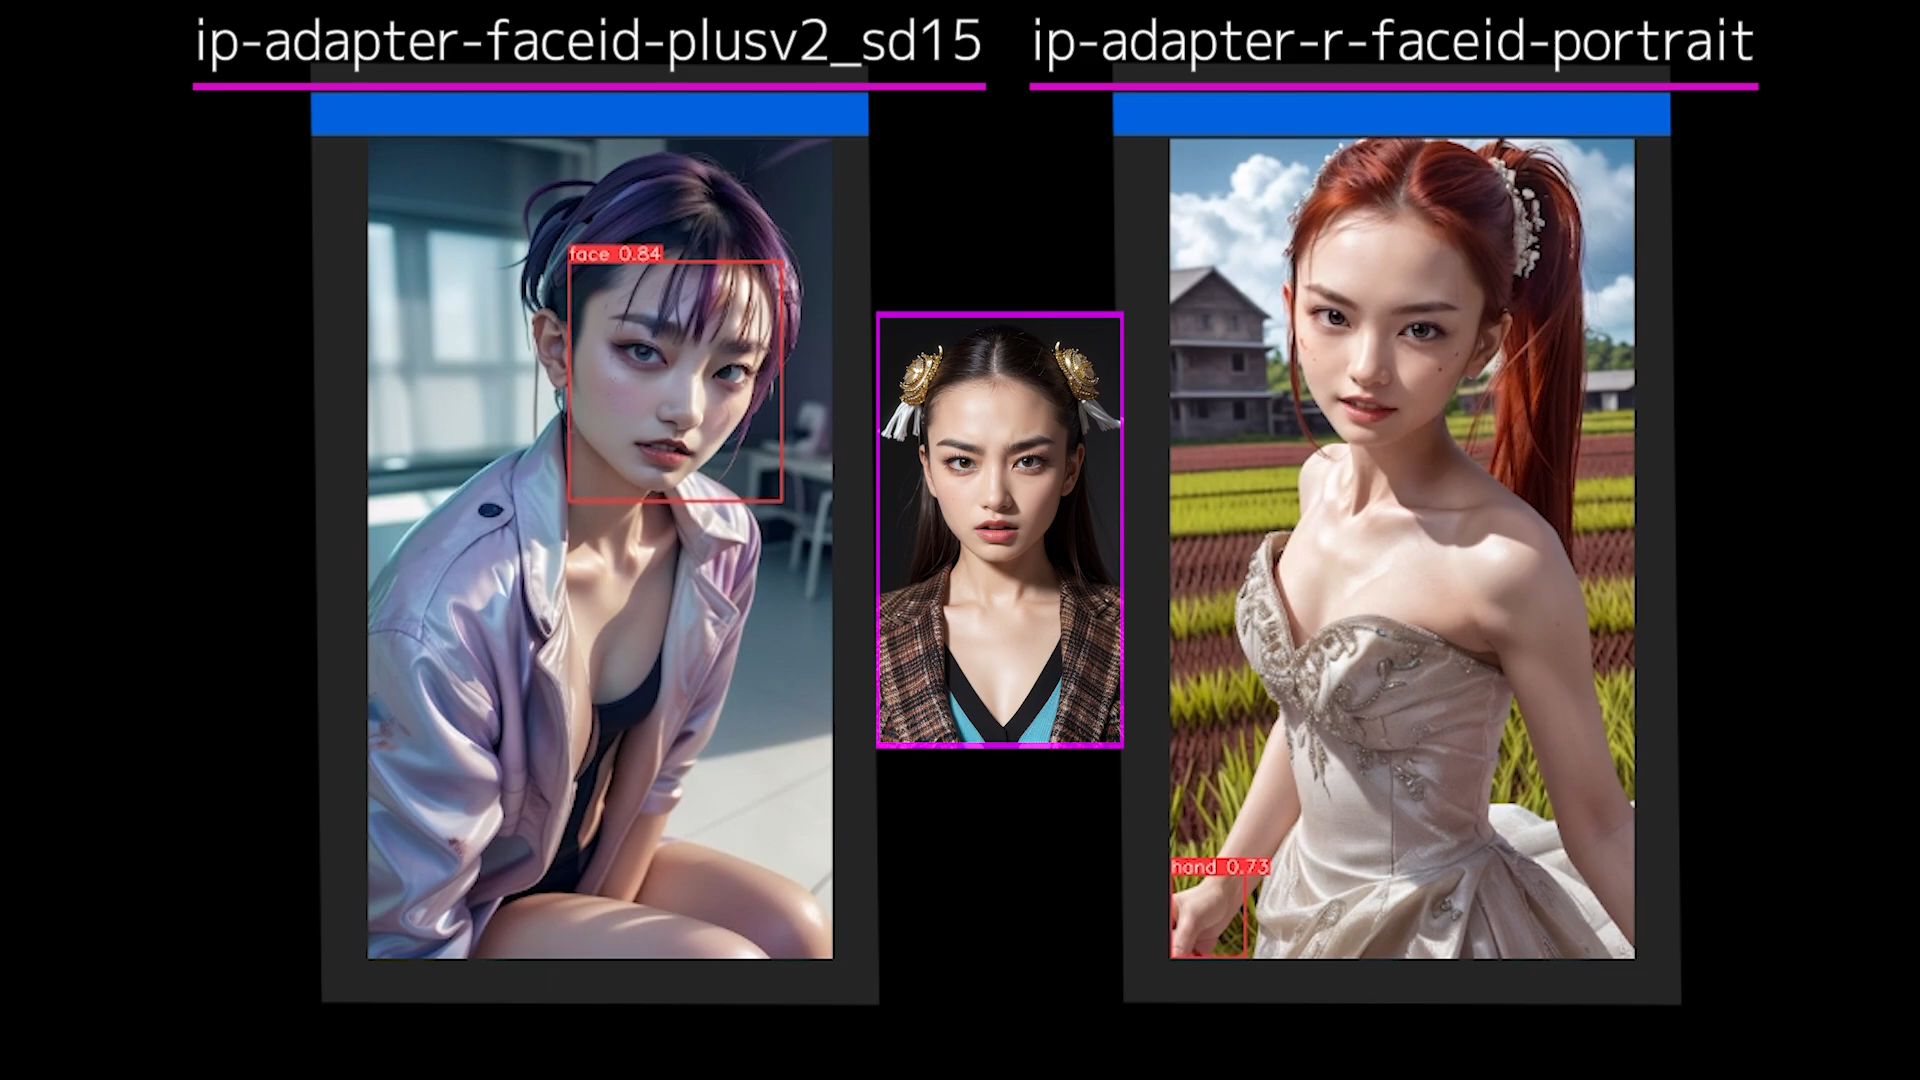 ip-adapter-faceid-plusv2_sd15
ip-adapter-r-faceid-portrait
face 0.84
hand 0.73